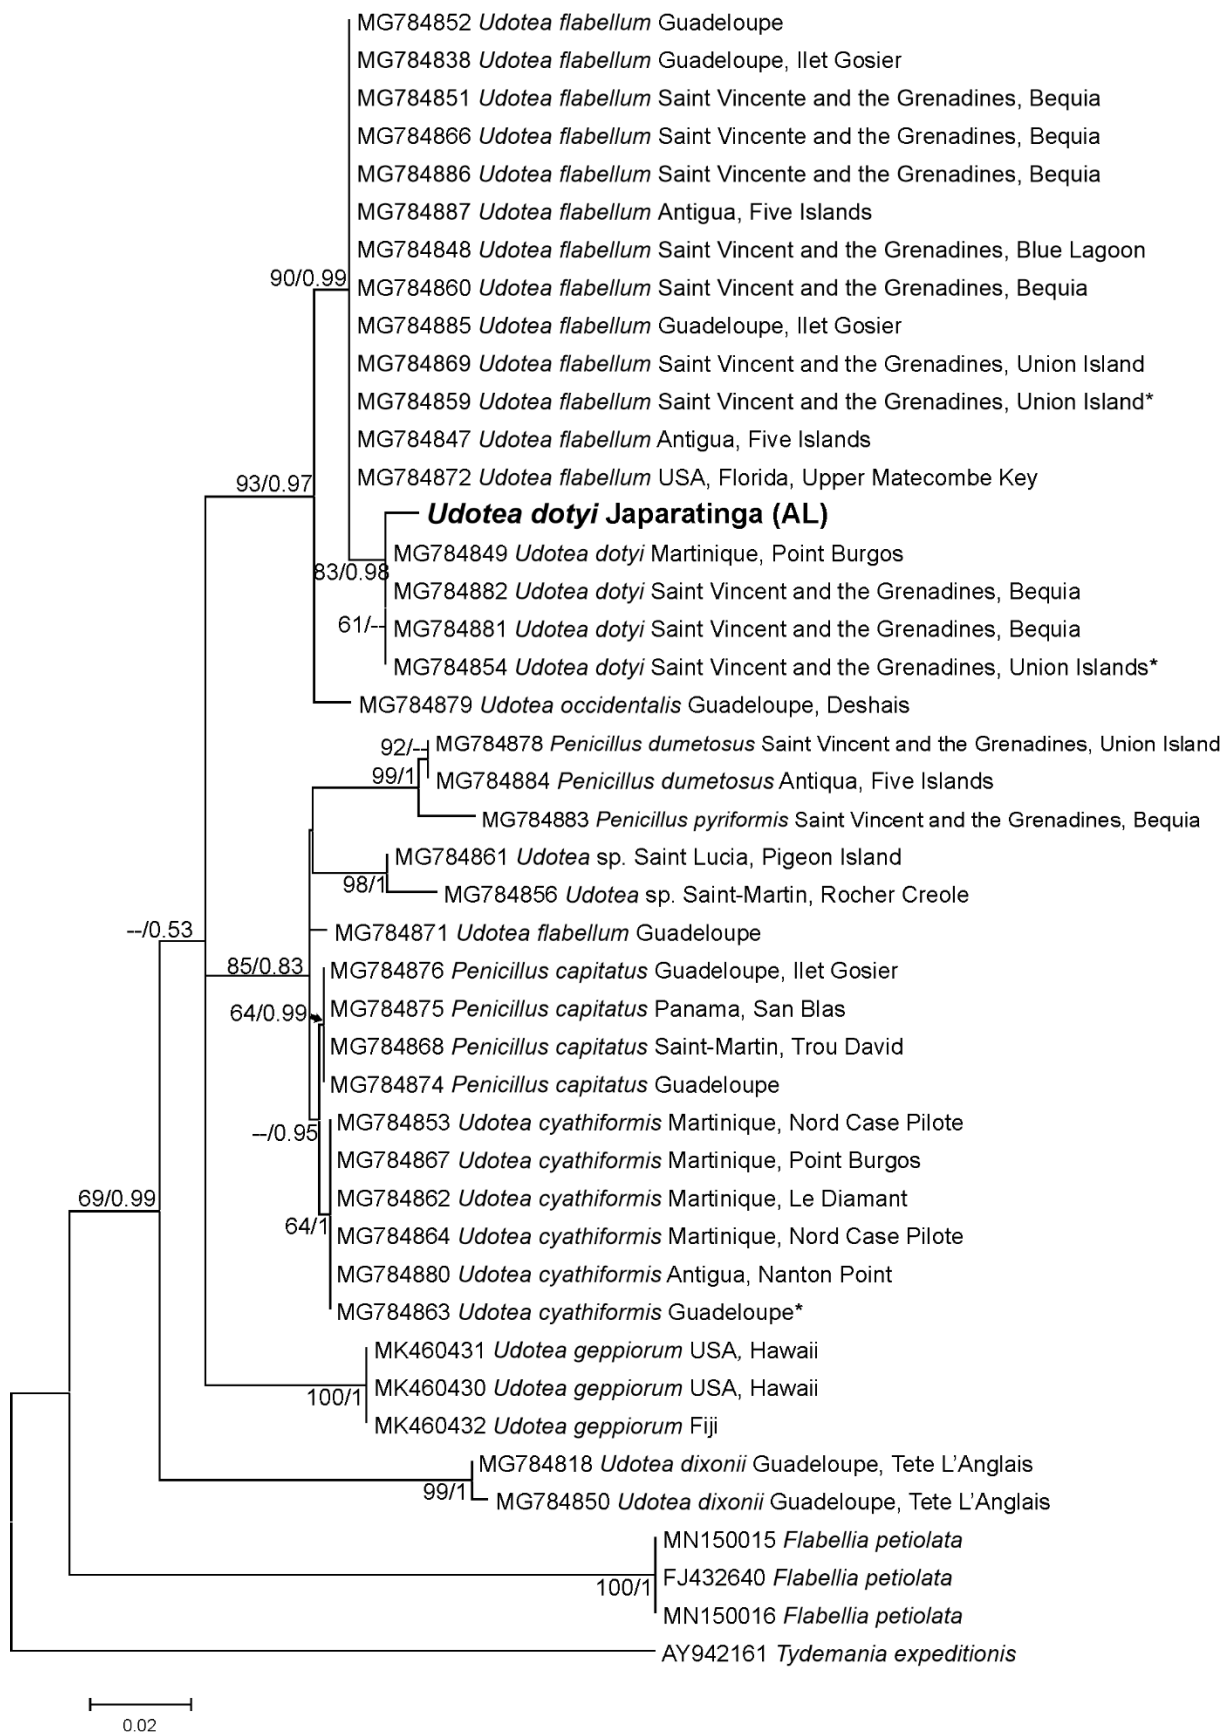 MG784852 Udotea flabellum Guadeloupe
MG784838 Udotea flabellum Guadeloupe, Ilet Gosier
MG784851 Udotea flabellum Saint Vincente and the Grenadines, Bequia
MG784866 Udotea flabellum Saint Vincente and the Grenadines, Bequia
MG784886 Udotea flabellum Saint Vincente and the Grenadines, Bequia
MG784887 Udotea flabellum Antigua, Five Islands
MG784848 Udotea flabellum Saint Vincent and the Grenadines, Blue Lagoon
90/0.99
MG784860 Udotea flabellum Saint Vincent and the Grenadines, Bequia
MG784885 Udotea flabellum Guadeloupe, Ilet Gosier
MG784869 Udotea flabellum Saint Vincent and the Grenadines, Union Island
MG784859 Udotea flabellum Saint Vincent and the Grenadines, Union Island*
MG784847 Udotea flabellum Antigua, Five Islands
MG784872 Udotea flabellum USA, Florida, Upper Matecombe Key
93/0.97
Udotea dotyi Japaratinga (AL)
MG784849 Udotea dotyi Martinique, Point Burgos
83/0.98
MG784882 Udotea dotyi Saint Vincent and the Grenadines, Bequia
61/--
MG784881 Udotea dotyi Saint Vincent and the Grenadines, Bequia
MG784854 Udotea dotyi Saint Vincent and the Grenadines, Union Islands*
MG784879 Udotea occidentalis Guadeloupe, Deshais
92/--
MG784878 Penicillus dumetosus Saint Vincent and the Grenadines, Union Island
99/1
MG784884 Penicillus dumetosus Antiqua, Five Islands
MG784883 Penicillus pyriformis Saint Vincent and the Grenadines, Bequia
MG784861 Udotea sp. Saint Lucia, Pigeon Island
98/1
MG784856 Udotea sp. Saint-Martin, Rocher Creole
--/0.53
MG784871 Udotea flabellum Guadeloupe
85/0.83
MG784876 Penicillus capitatus Guadeloupe, Ilet Gosier
64/0.99
MG784875 Penicillus capitatus Panama, San Blas
MG784868 Penicillus capitatus Saint-Martin, Trou David
MG784874 Penicillus capitatus Guadeloupe
MG784853 Udotea cyathiformis Martinique, Nord Case Pilote
--/0.95
MG784867 Udotea cyathiformis Martinique, Point Burgos
69/0.99
MG784862 Udotea cyathiformis Martinique, Le Diamant
64/1
MG784864 Udotea cyathiformis Martinique, Nord Case Pilote
MG784880 Udotea cyathiformis Antigua, Nanton Point
MG784863 Udotea cyathiformis Guadeloupe*
MK460431 Udotea geppiorum USA, Hawaii
MK460430 Udotea geppiorum USA, Hawaii
100/1
MK460432 Udotea geppiorum Fiji
MG784818 Udotea dixonii Guadeloupe, Tete L'Anglais
99/1
MG784850 Udotea dixonii Guadeloupe, Tete L'Anglais
MN150015 Flabellia petiolata
FJ432640 Flabellia petiolata
100/1
MN150016 Flabellia petiolata
AY942161 Tydemania expeditionis
0.02